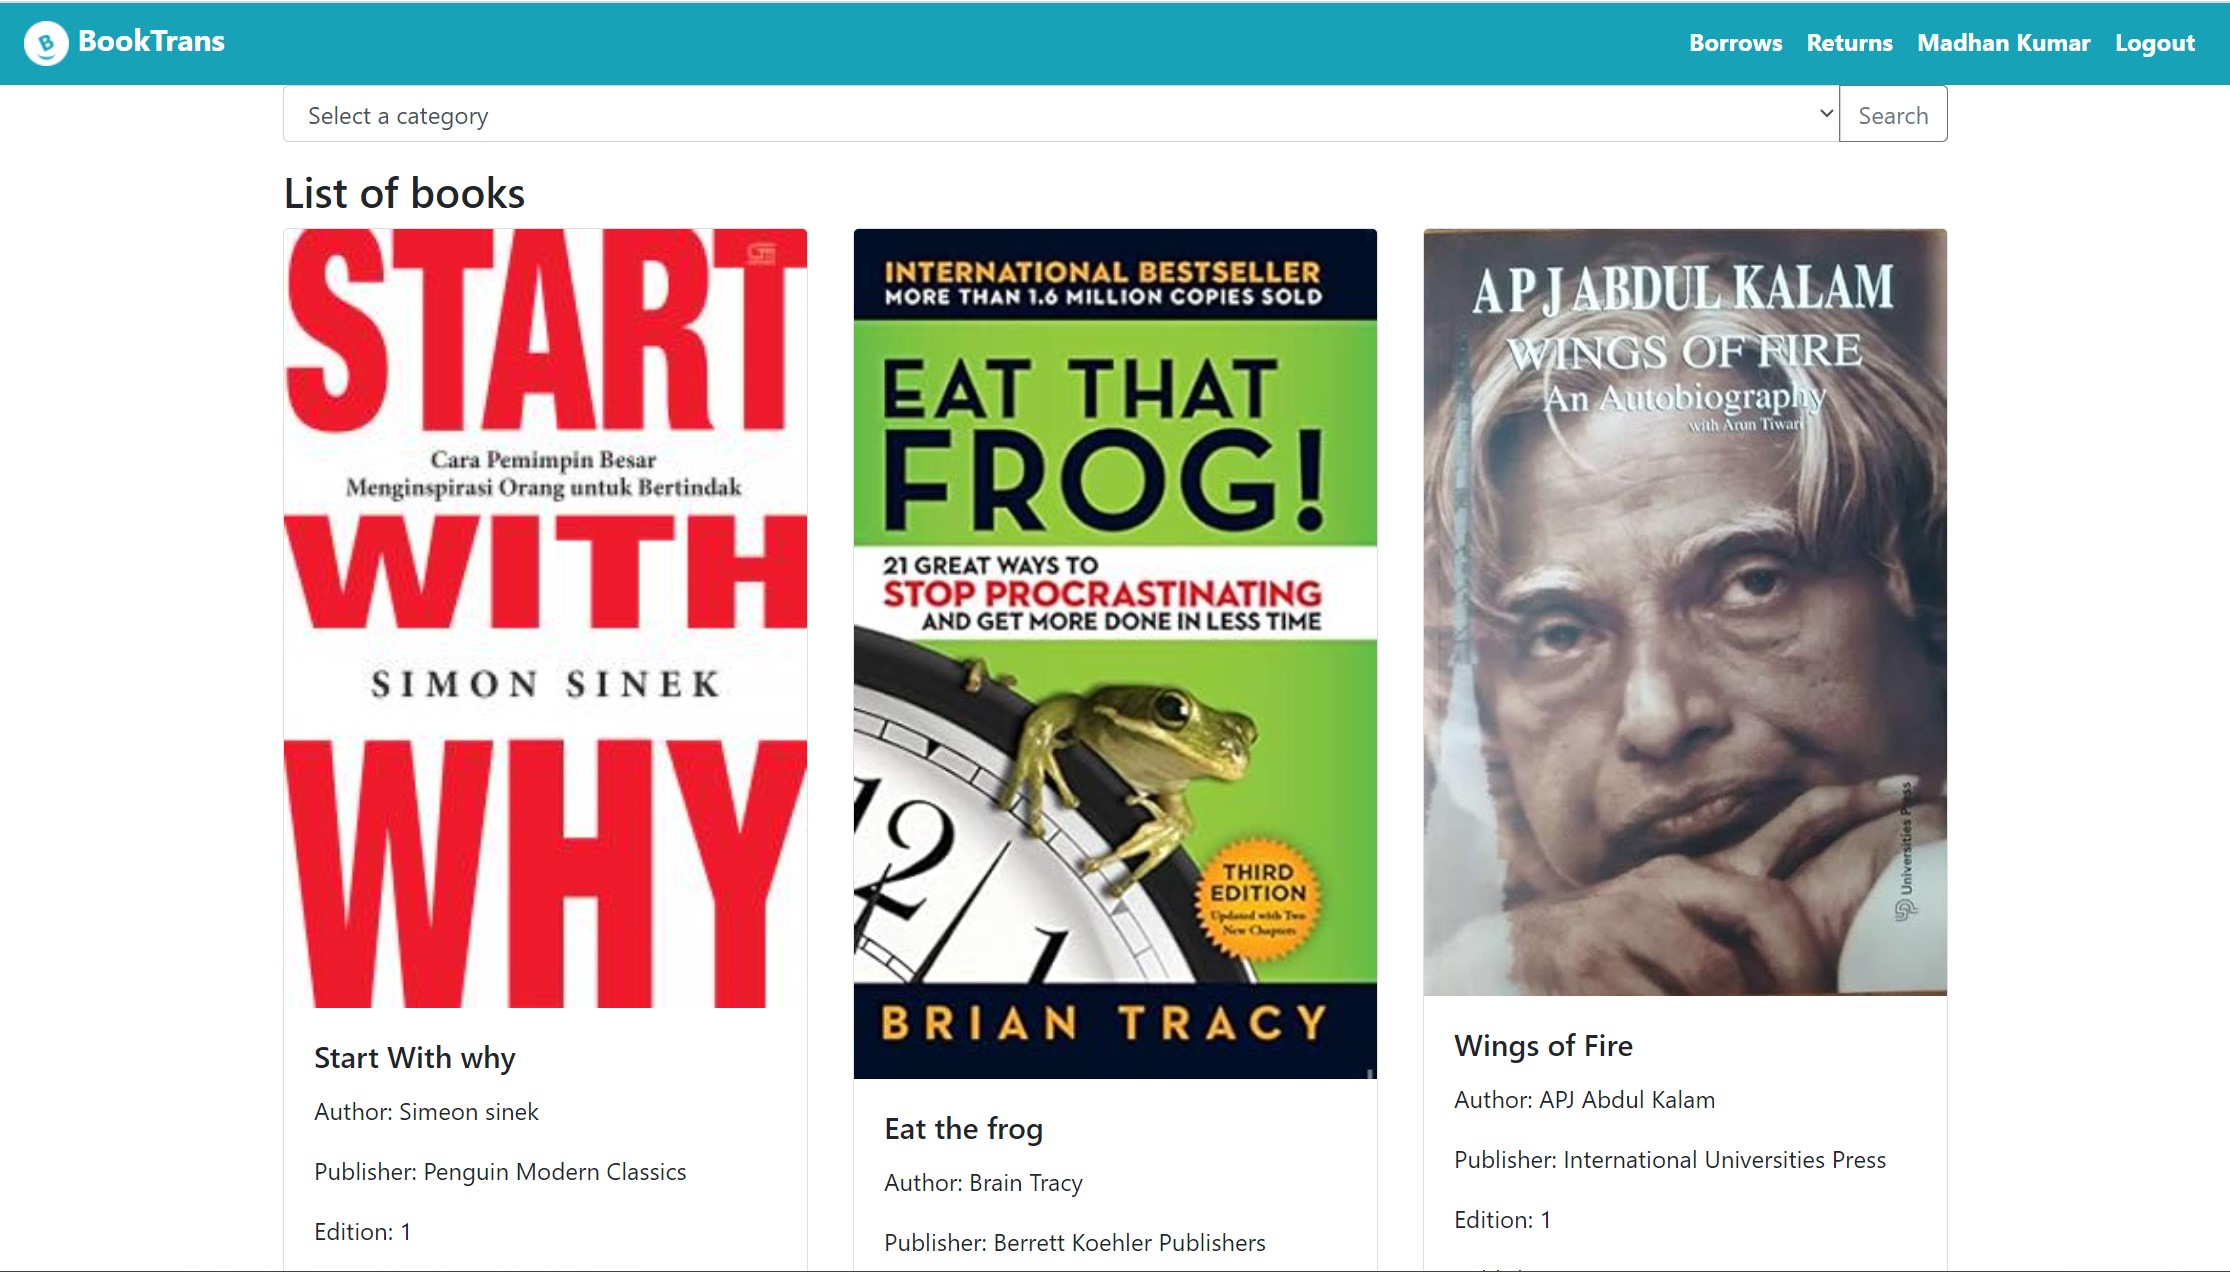 B BookTrans
Borrows Returns Madhan Kumar Logout
Select a category
Search
List of books
START
Cara Pemimpin Besar
Menginspirasi Orang untuk Bertindak
WITH
SIMON SINEK
WHY
Start With why
Author: Simeon sinek
Publisher: Penguin Modern Classics
Edition: 1
INTERNATIONAL BESTSELLER
MORE THAN 1.6 MILLION COPIES SOLD
EAT THAT
FROG!
21 GREAT WAYS TO
STOP PROCRASTINATING
AND GET MORE DONE IN LESS TIME
12
1
THIRD
EDITION
Updated with Two
New Chapters
BRIAN TRACY
Eat the frog
Author: Brain Tracy
Publisher: Berrett Koehler Publishers
A P J ABDUL KALAM
WINGS OF FIRE
An Autobiography
with Arun Tiwari
Universities Press
Wings of Fire
Author: APJ Abdul Kalam
Publisher: International Universities Press
Edition: 1